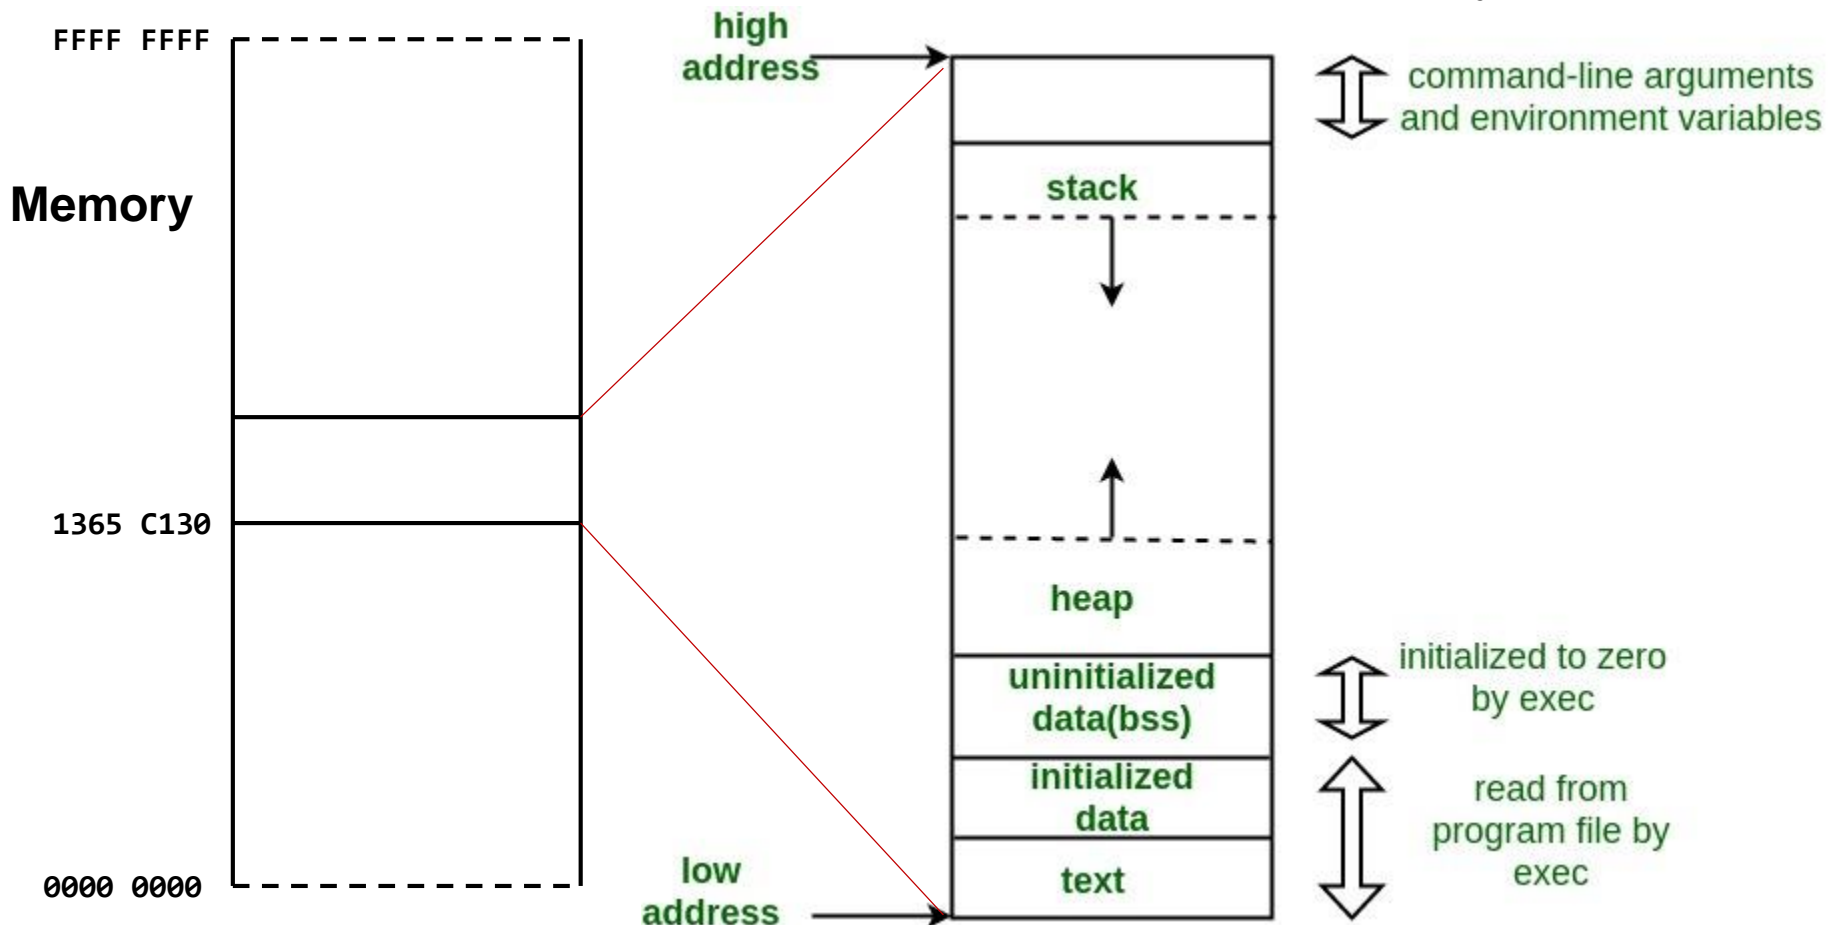 FFFF FFFF
Memory
1365 C130
0000 0000
high
address
low
address
stack
heap
uninitialized
data(bss)
initialized
data
text
command-line arguments
and environment variables
initialized to zero
by exec
read from
program file by
exec